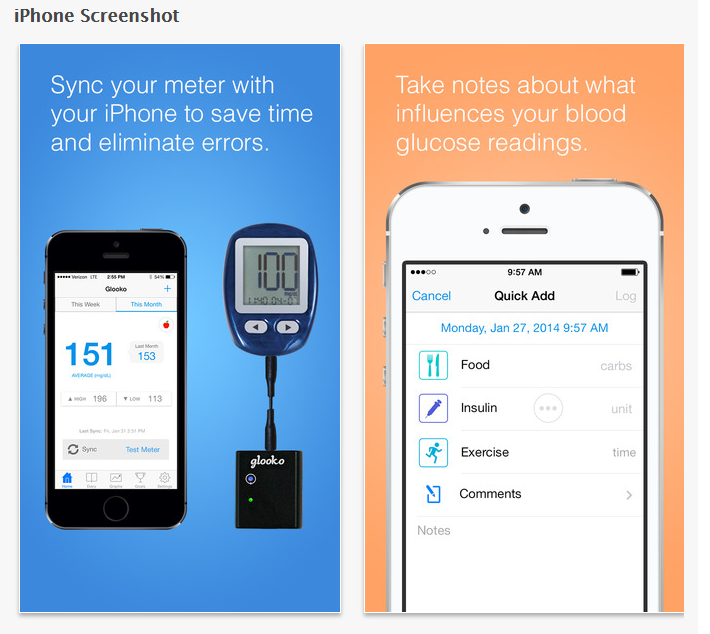 iPhone Screenshot
Sync your meter with
your iPhone to save time
and eliminate errors.
Verizon LTE 2:55 PM 54%
Glooko +
This Week This Month
151
AVERAGE (mg/dL)
Last Month
153
▲ HIGH 196 ▼ LOW 113
Last Sync: Fri, Jan 31 2:31 PM
Sync Test Meter
Home Diary Graphs Goals Settings
100
mg/dL
glooko
Take notes about what
influences your blood
glucose readings.
9:57 AM
Cancel Quick Add Log
Monday, Jan 27, 2014 9:57 AM
Food carbs
Insulin unit
Exercise time
Comments
Notes